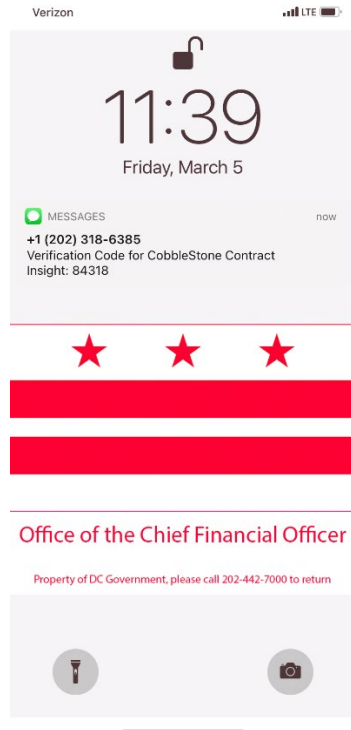 Verizon LTE
11:39
Friday, March 5
MESSAGES now
+1 (202) 318-6385
Verification Code for CobbleStone Contract
Insight: 84318
Office of the Chief Financial Officer
Property of DC Government, please call 202-442-7000 to return